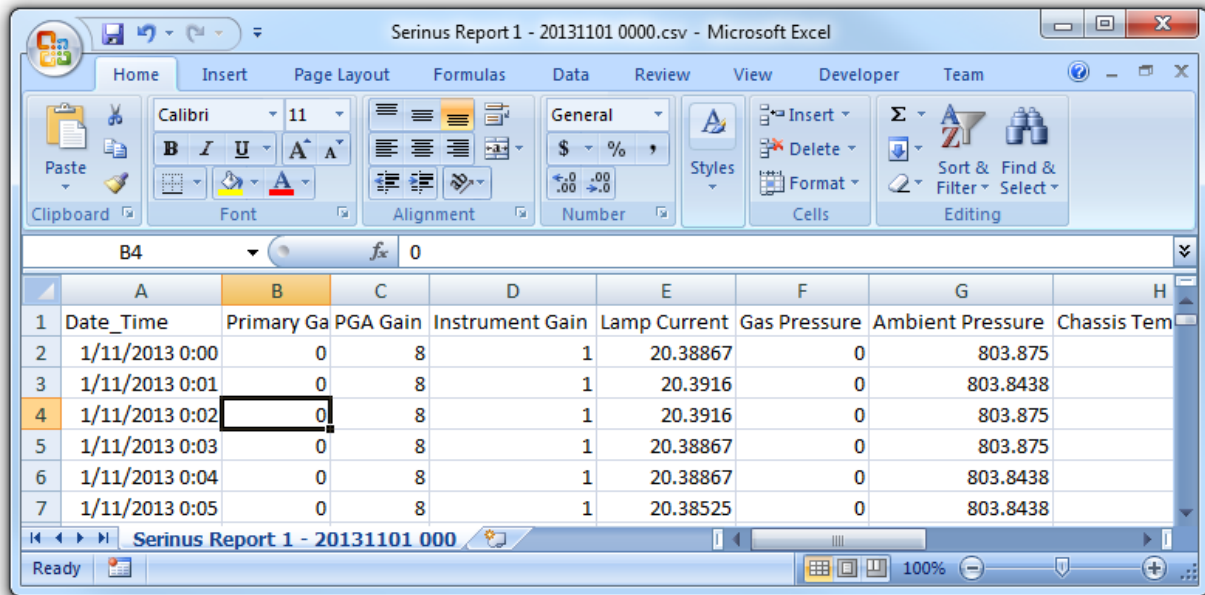 Serinus Report 1 - 20131101 0000.csv - Microsoft Excel
Home Insert Page Layout Formulas Data Review View Developer Team
Paste
Calibri 11
B I U A A
General
$ % ,
.0 .00 .00 .0
Styles
Insert
Delete
Format
Σ
Sort & Filter
Find & Select
Clipboard Font Alignment Number Cells Editing
B4 fx 0
A B C D E F G H
1 Date_Time Primary Ga PGA Gain Instrument Gain Lamp Current Gas Pressure Ambient Pressure Chassis Tem
2 1/11/2013 0:00 0 8 1 20.38867 0 803.875
3 1/11/2013 0:01 0 8 1 20.3916 0 803.8438
4 1/11/2013 0:02 0 8 1 20.3916 0 803.875
5 1/11/2013 0:03 0 8 1 20.38867 0 803.875
6 1/11/2013 0:04 0 8 1 20.38867 0 803.8438
7 1/11/2013 0:05 0 8 1 20.38525 0 803.8438
Serinus Report 1 - 20131101 000
Ready 100%